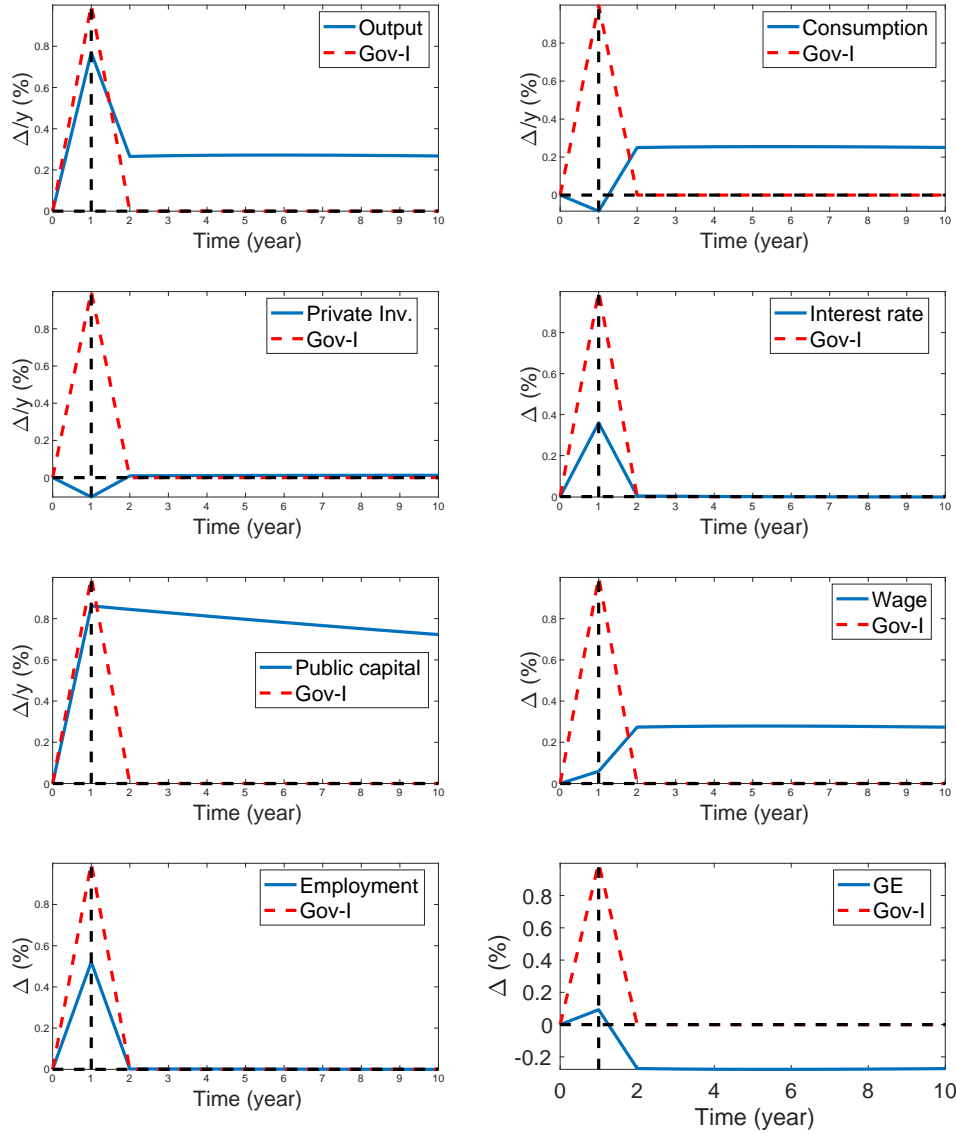 Δ/y (%)
0.8
0.6
0.4
0.2
0
Output
Gov-I
0 1 2 3 4 5 6 7 8 9 10
Time (year)
Δ/y (%)
0.8
0.6
0.4
0.2
0
Consumption
Gov-I
0 1 2 3 4 5 6 7 8 9 10
Time (year)
Δ/y (%)
0.8
0.6
0.4
0.2
0
Private Inv.
Gov-I
0 1 2 3 4 5 6 7 8 9 10
Time (year)
Δ (%)
0.8
0.6
0.4
0.2
0
Interest rate
Gov-I
0 1 2 3 4 5 6 7 8 9 10
Time (year)
Δ/y (%)
0.8
0.6
0.4
0.2
0
Public capital
Gov-I
0 1 2 3 4 5 6 7 8 9 10
Time (year)
Δ (%)
0.8
0.6
0.4
0.2
0
Wage
Gov-I
0 1 2 3 4 5 6 7 8 9 10
Time (year)
Δ (%)
0.8
0.6
0.4
0.2
0
Employment
Gov-I
0 1 2 3 4 5 6 7 8 9 10
Time (year)
Δ (%)
0.8
0.6
0.4
0.2
0
-0.2
GE
Gov-I
0 1 2 3 4 5 6 7 8 9 10
Time (year)